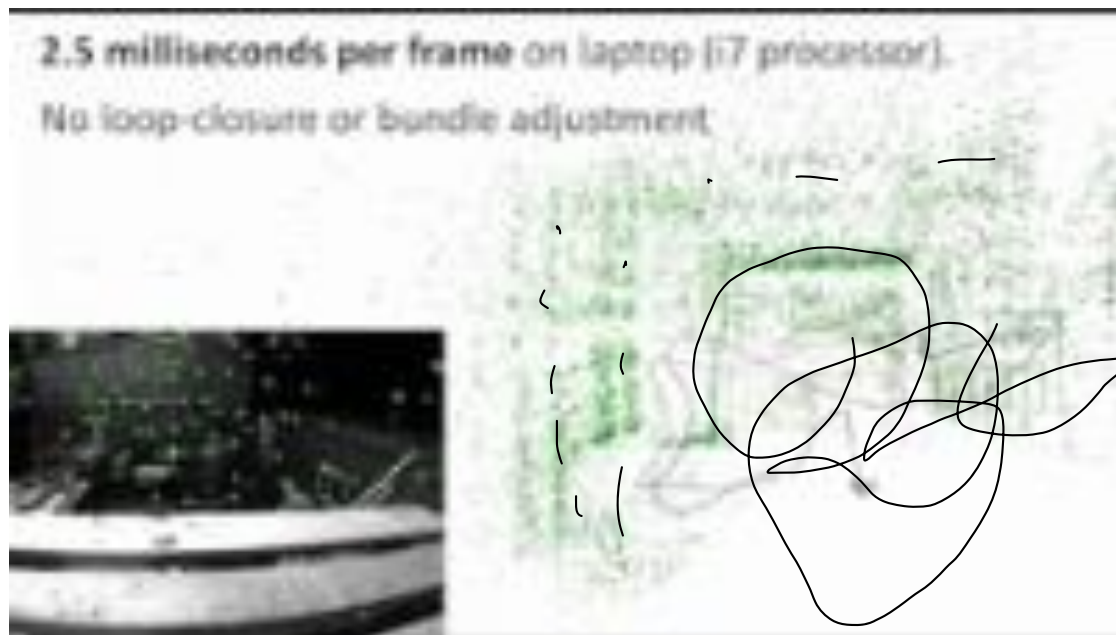 2.5 milliseconds per frame on laptop (i7 processor).
No loop-closure or bundle adjustment